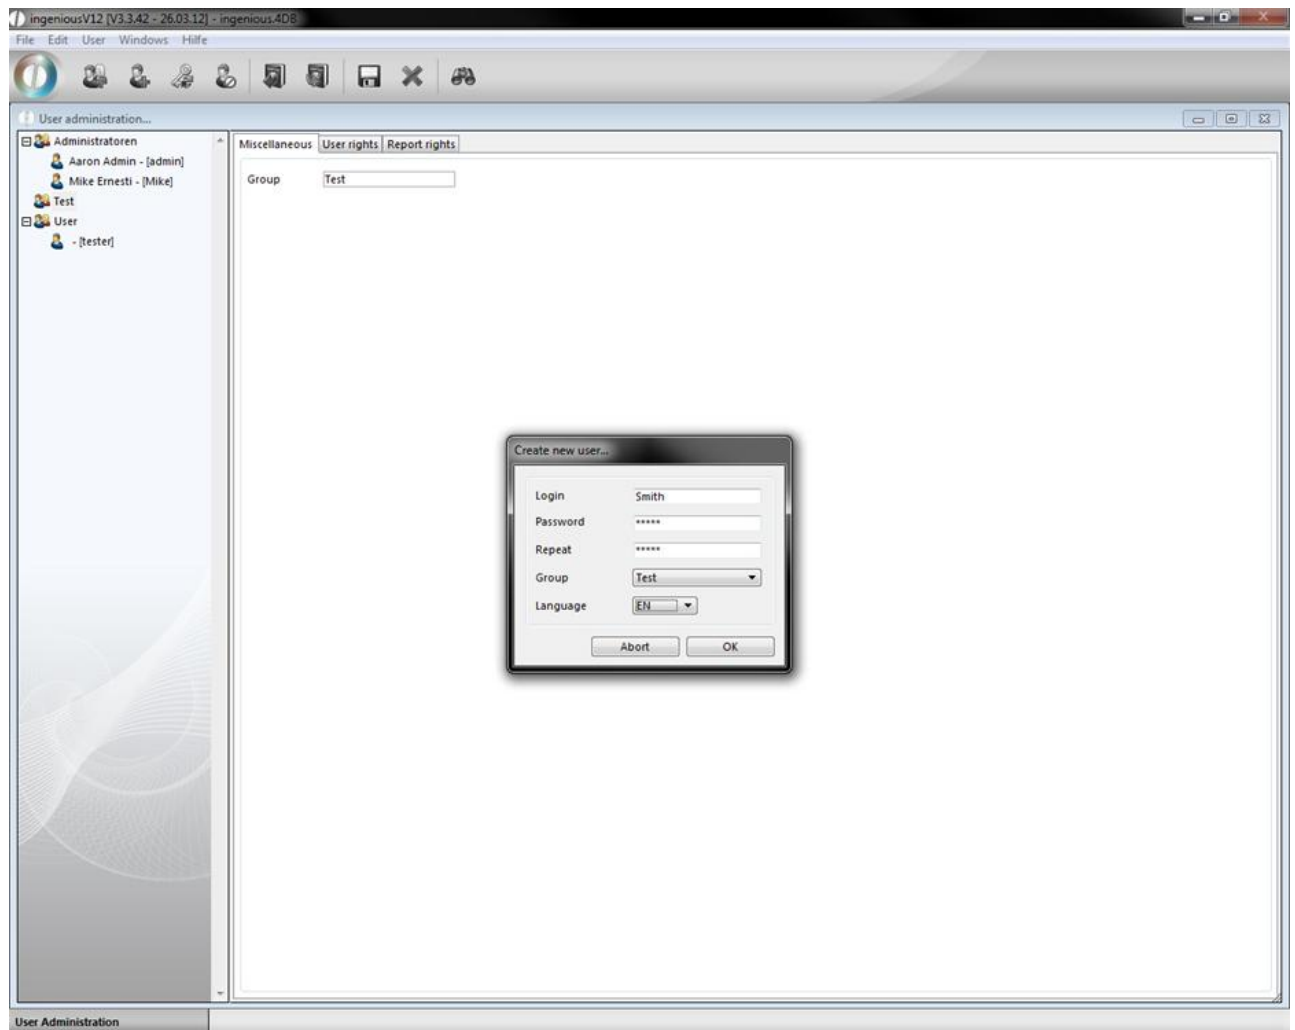 ingeniousV12 [V3.3.42 - 26.03.12] - ingenious.4DB
File Edit User Windows Hilfe
User administration...
Administratoren
Aaron Admin - [admin]
Mike Ernesti - [Mike]
Test
User
- [tester]
Miscellaneous User rights Report rights
Group Test
Create new user...
Login Smith
Password *****
Repeat *****
Group Test
Language EN
Abort OK
User Administration